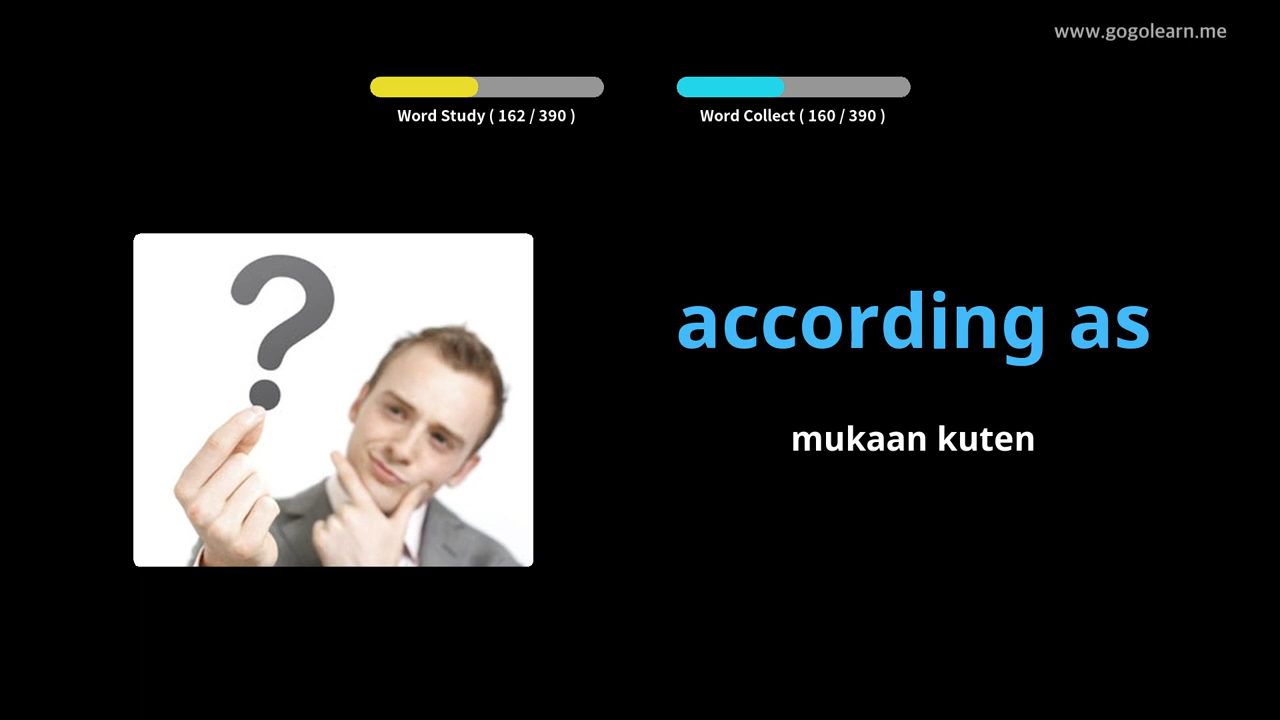 www.gogolearn.me
Word Study ( 162 / 390 )
Word Collect ( 160 / 390 )
according as
mukaan kuten